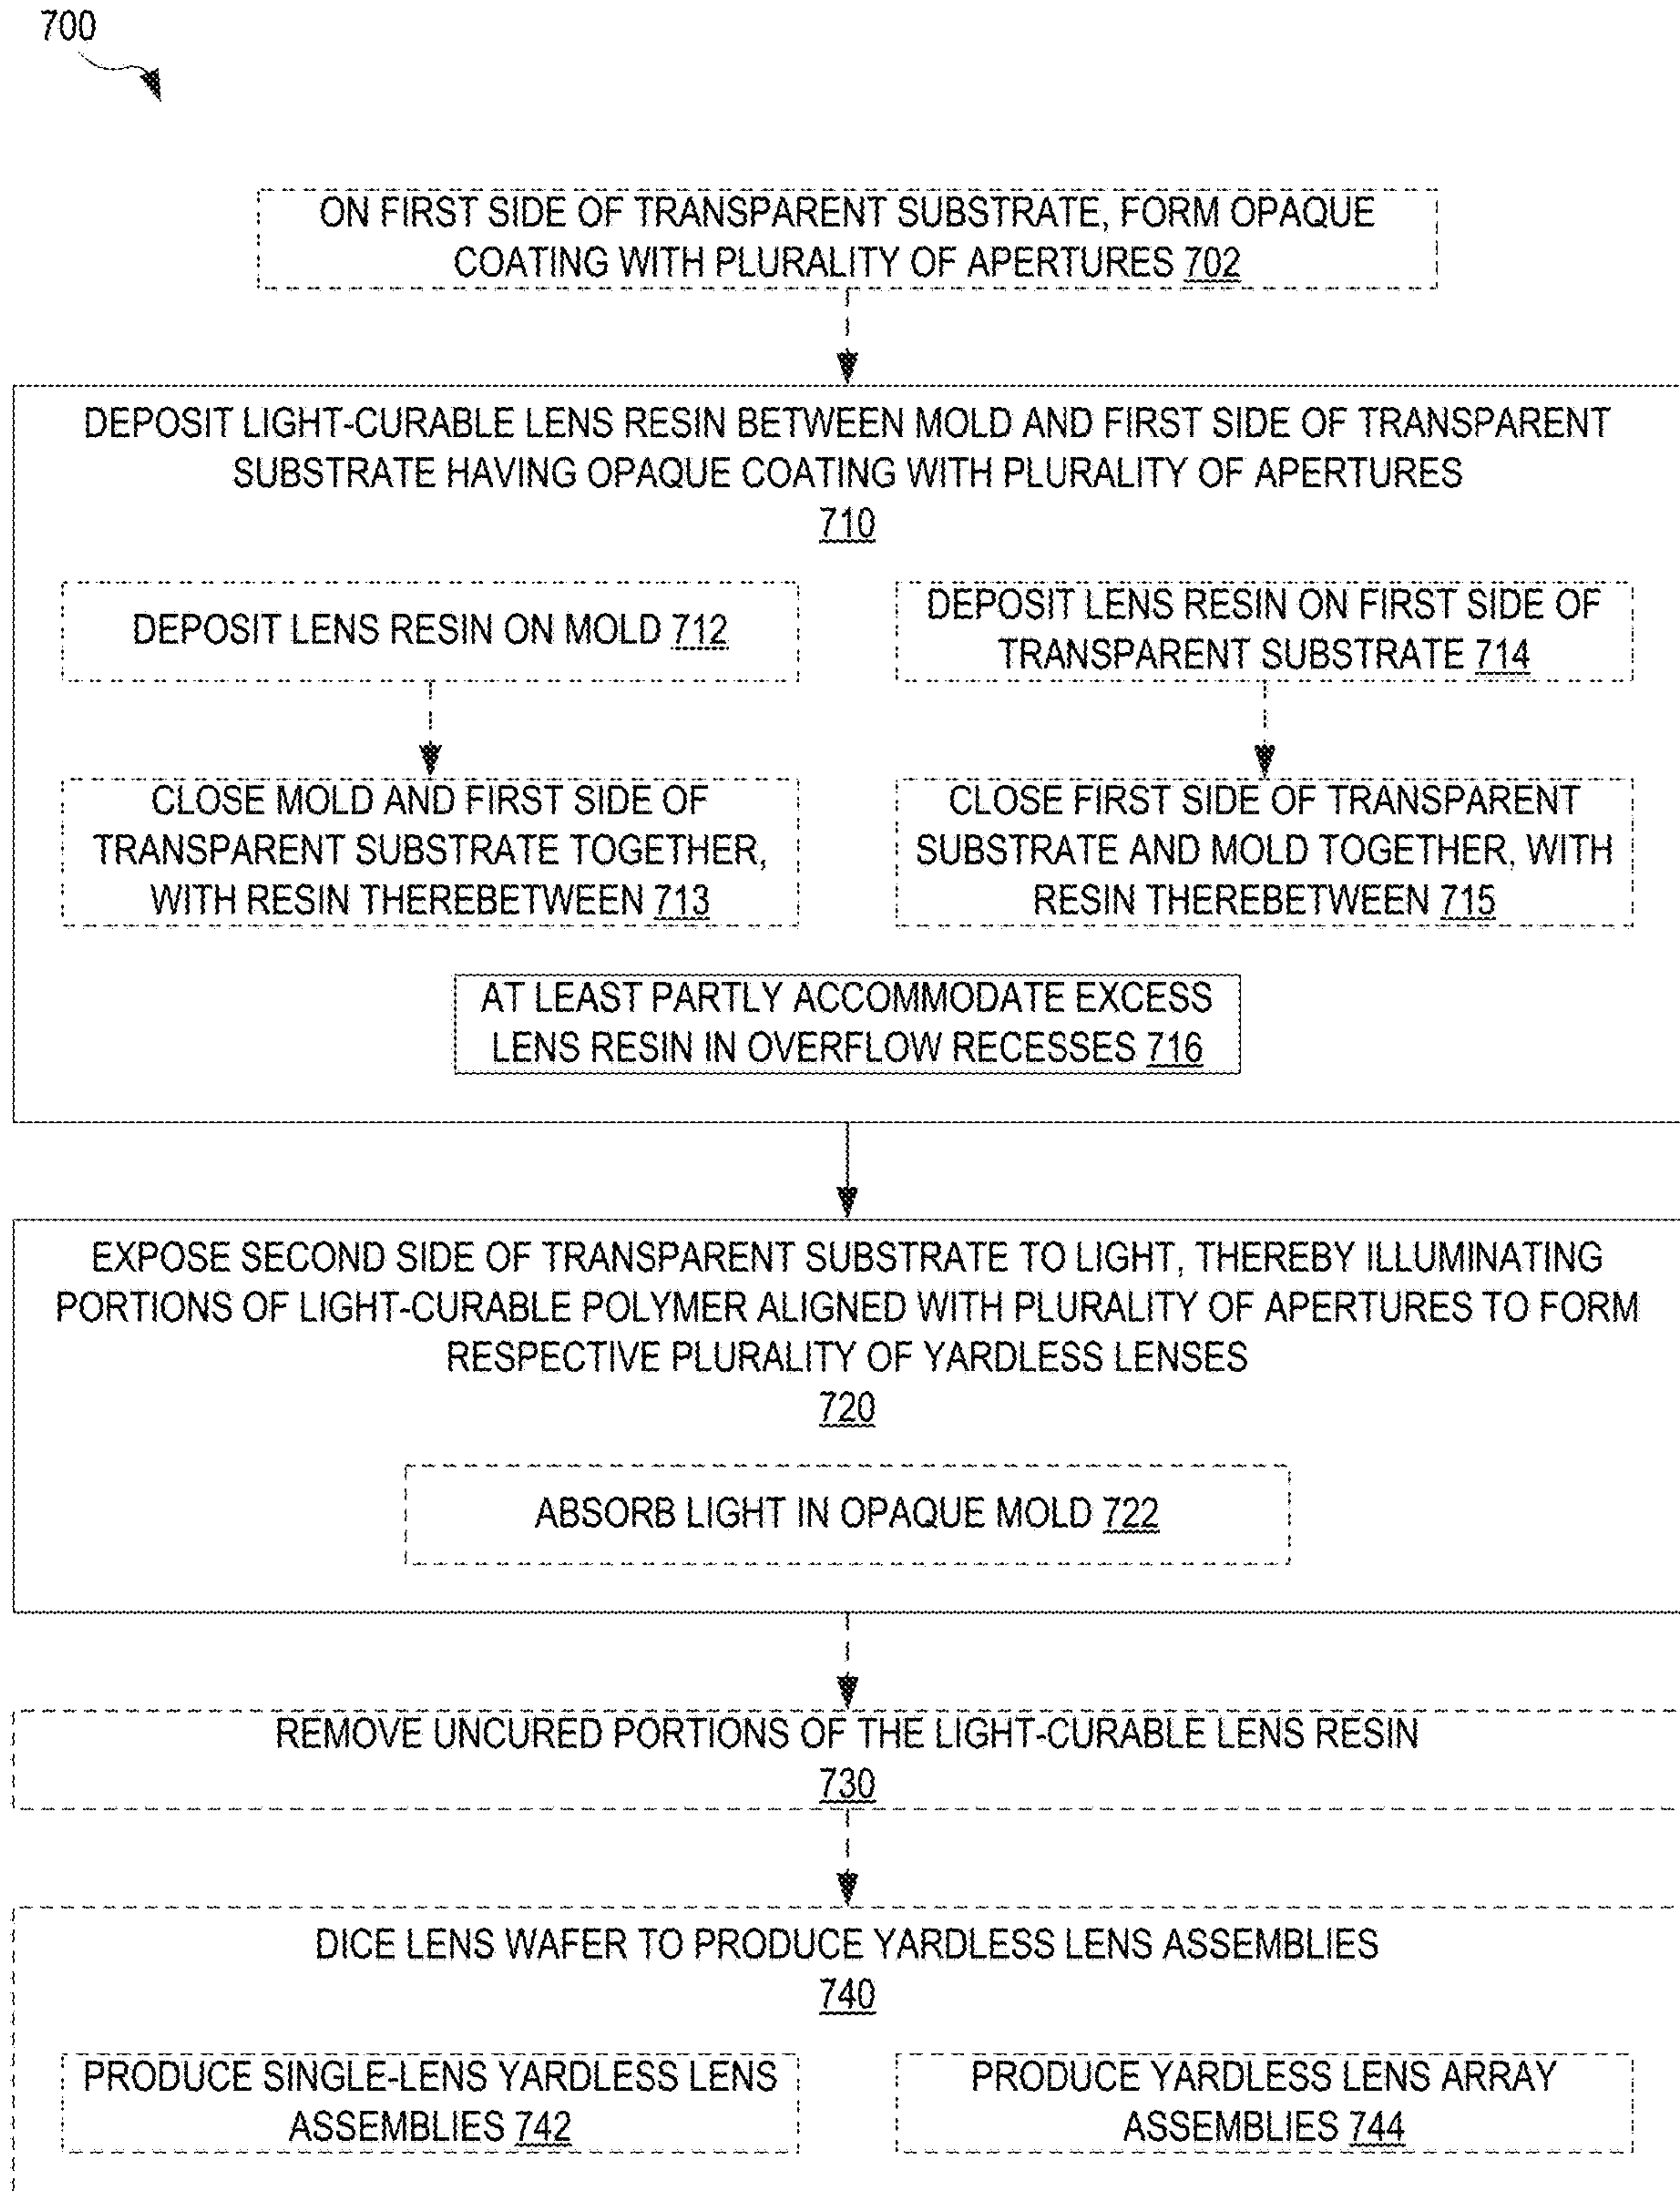 700
ON FIRST SIDE OF TRANSPARENT SUBSTRATE, FORM OPAQUE
COATING WITH PLURALITY OF APERTURES 702
DEPOSIT LIGHT-CURABLE LENS RESIN BETWEEN MOLD AND FIRST SIDE OF TRANSPARENT
SUBSTRATE HAVING OPAQUE COATING WITH PLURALITY OF APERTURES
710
DEPOSIT LENS RESIN ON MOLD 712
DEPOSIT LENS RESIN ON FIRST SIDE OF
TRANSPARENT SUBSTRATE 714
CLOSE MOLD AND FIRST SIDE OF
TRANSPARENT SUBSTRATE TOGETHER,
WITH RESIN THEREBETWEEN 713
CLOSE FIRST SIDE OF TRANSPARENT
SUBSTRATE AND MOLD TOGETHER, WITH
RESIN THEREBETWEEN 715
AT LEAST PARTLY ACCOMMODATE EXCESS
LENS RESIN IN OVERFLOW RECESSES 716
EXPOSE SECOND SIDE OF TRANSPARENT SUBSTRATE TO LIGHT, THEREBY ILLUMINATING
PORTIONS OF LIGHT-CURABLE POLYMER ALIGNED WITH PLURALITY OF APERTURES TO FORM
RESPECTIVE PLURALITY OF YARDLESS LENSES
720
ABSORB LIGHT IN OPAQUE MOLD 722
REMOVE UNCURED PORTIONS OF THE LIGHT-CURABLE LENS RESIN
730
DICE LENS WAFER TO PRODUCE YARDLESS LENS ASSEMBLIES
740
PRODUCE SINGLE-LENS YARDLESS LENS
ASSEMBLIES 742
PRODUCE YARDLESS LENS ARRAY
ASSEMBLIES 744